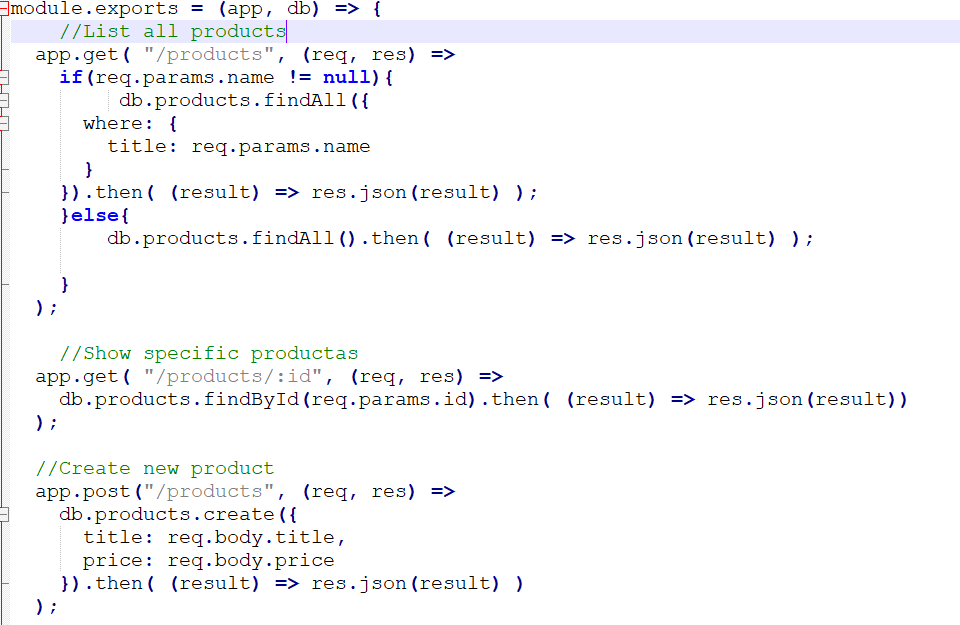 module.exports = (app, db) => {
    //List all products
  app.get( "/products", (req, res) =>
    if(req.params.name != null){
         db.products.findAll({
      where: {
        title: req.params.name
      }
    }).then( (result) => res.json(result) );
    }else{
        db.products.findAll().then( (result) => res.json(result) );
    }
  );
    //Show specific productas
  app.get( "/products/:id", (req, res) =>
    db.products.findById(req.params.id).then( (result) => res.json(result))
  );
  //Create new product
  app.post("/products", (req, res) =>
    db.products.create({
      title: req.body.title,
      price: req.body.price
    }).then( (result) => res.json(result) )
  );